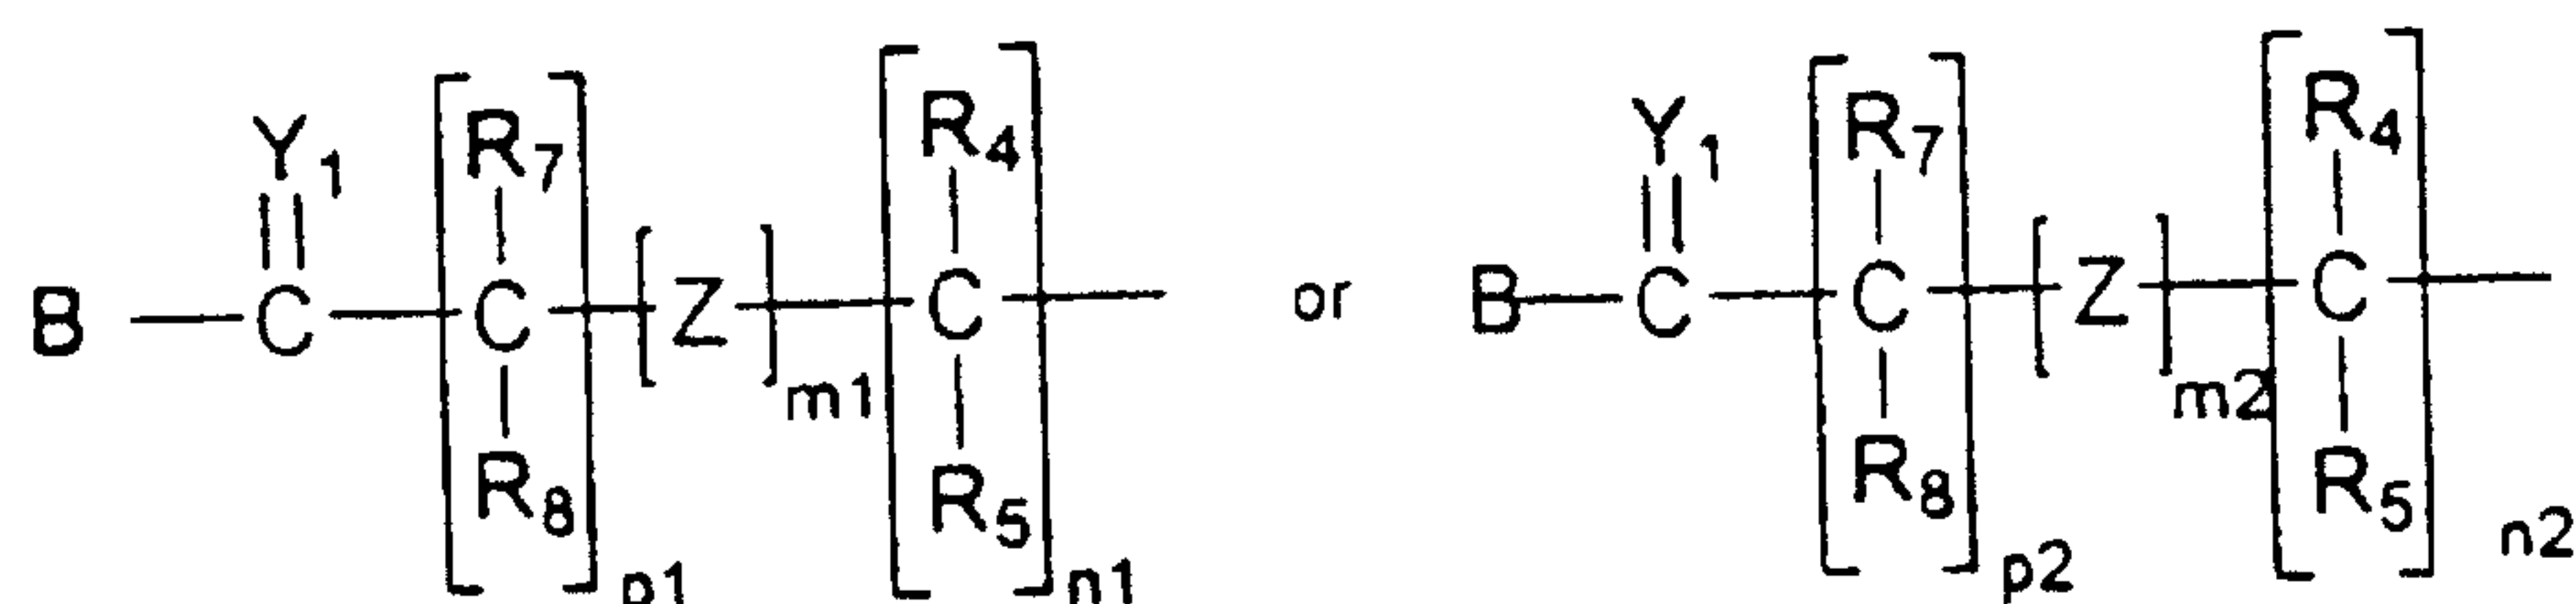 Y1 R7 R4 Y1 R7 R4
B — C — [C] — [Z]m1 — [C] — or B — C — [C] — [Z]m2 — [C] —
R8 R5 R8 R5
p1 n1 p2 n2